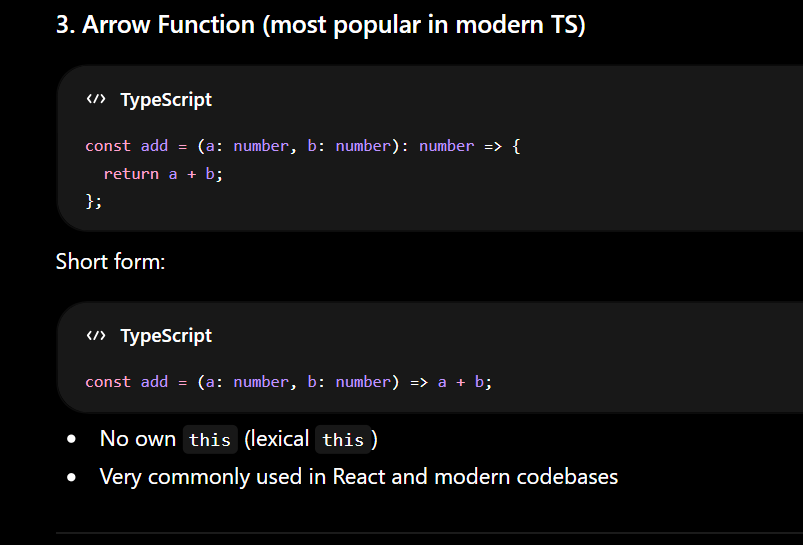 3. Arrow Function (most popular in modern TS)
</> TypeScript
const add = (a: number, b: number): number => {
  return a + b;
};
Short form:
</> TypeScript
const add = (a: number, b: number) => a + b;
• No own this (lexical this)
• Very commonly used in React and modern codebases